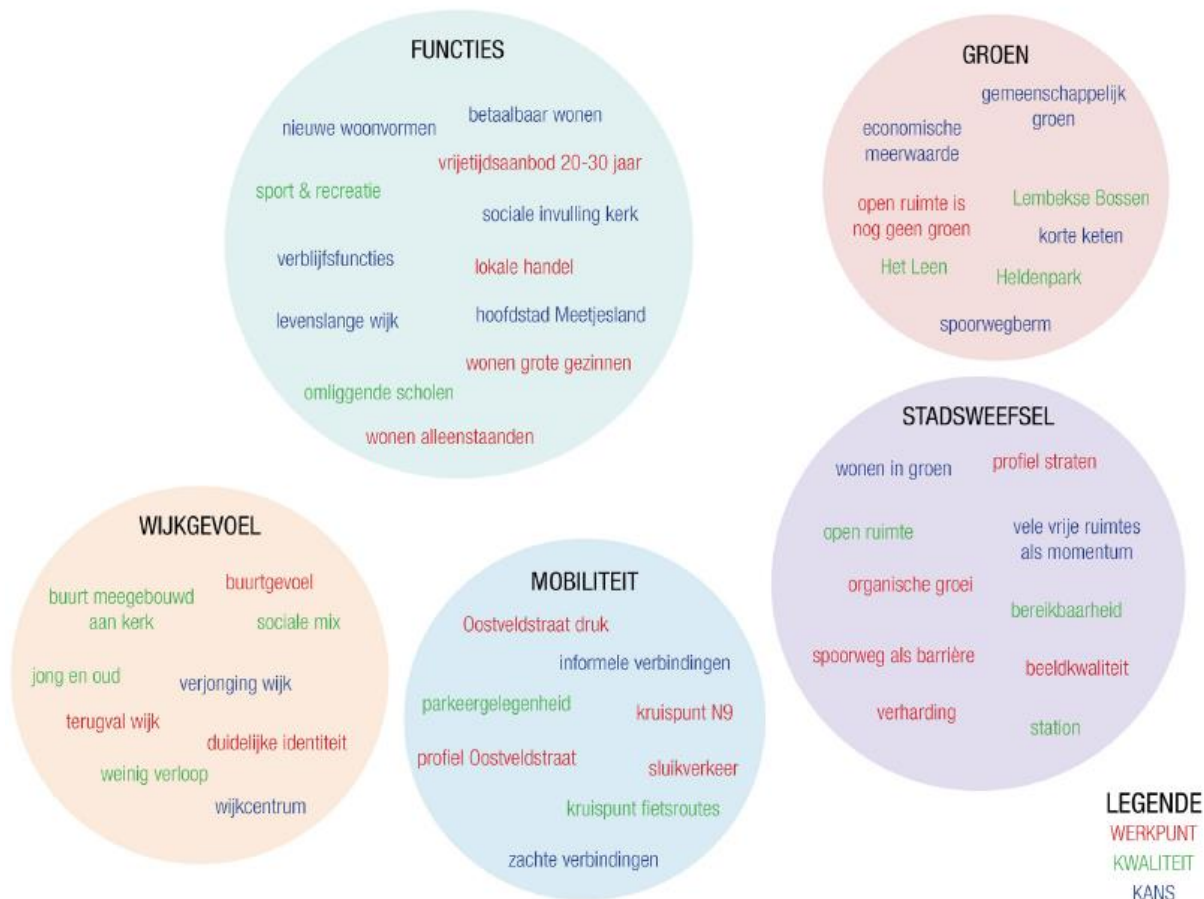 FUNCTIES
betaalbaar wonen
nieuwe woonvormen
vrijetijdsaanbod 20-30 jaar
sport & recreatie
sociale invulling kerk
verblijfsfuncties
lokale handel
levenslange wijk
hoofdstad Meetjesland
wonen grote gezinnen
omliggende scholen
wonen alleenstaanden
GROEN
gemeenschappelijk
groen
economische
meerwaarde
open ruimte is
nog geen groen
Lembekse Bossen
korte keten
Het Leen
Heldenpark
spoorwegberm
STADSWEEFSEL
wonen in groen
profiel straten
open ruimte
vele vrije ruimtes
als momentum
organische groei
bereikbaarheid
spoorweg als barrière
beeldkwaliteit
verharding
station
WIJKGEVOEL
buurtgevoel
buurt meegebouwd
aan kerk
sociale mix
jong en oud
verjonging wijk
terugval wijk
duidelijke identiteit
weinig verloop
wijkcentrum
MOBILITEIT
Oostveldstraat druk
informele verbindingen
parkeergelegenheid
kruispunt N9
profiel Oostveldstraat
sluikverkeer
kruispunt fietsroutes
zachte verbindingen
LEGENDE
WERKPUNT
KWALITEIT
KANS